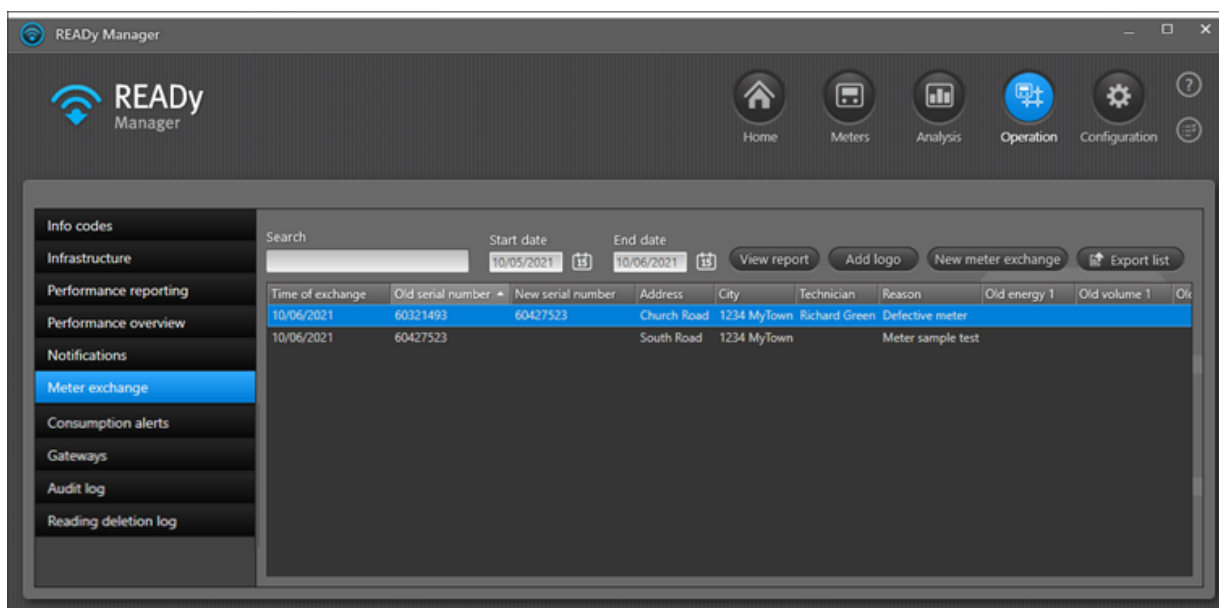 READy Manager
READy
Manager
Home
Meters
Analysis
Operation
Configuration
?
Info codes
Infrastructure
Performance reporting
Performance overview
Notifications
Meter exchange
Consumption alerts
Gateways
Audit log
Reading deletion log
Search
Start date
End date
10/05/2021
15
10/06/2021
15
View report
Add logo
New meter exchange
Export list
Time of exchange Old serial number New serial number Address City Technician Reason Old energy 1 Old volume 1
10/06/2021 60321493 60427523 Church Road 1234 MyTown Richard Green Defective meter
10/06/2021 60427523 South Road 1234 MyTown Meter sample test